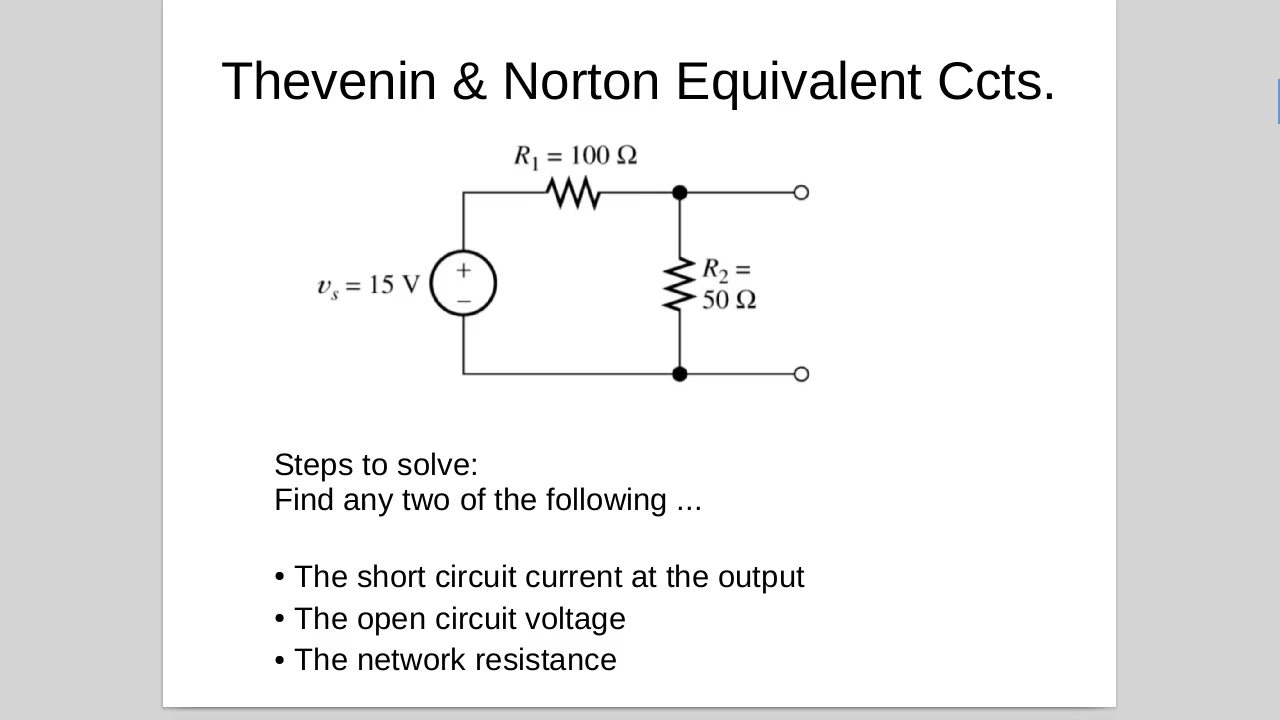 Thevenin & Norton Equivalent Ccts.
R₁ = 100 Ω
vₛ = 15 V
+
−
R₂ =
50 Ω
Steps to solve:
Find any two of the following ...
• The short circuit current at the output
• The open circuit voltage
• The network resistance